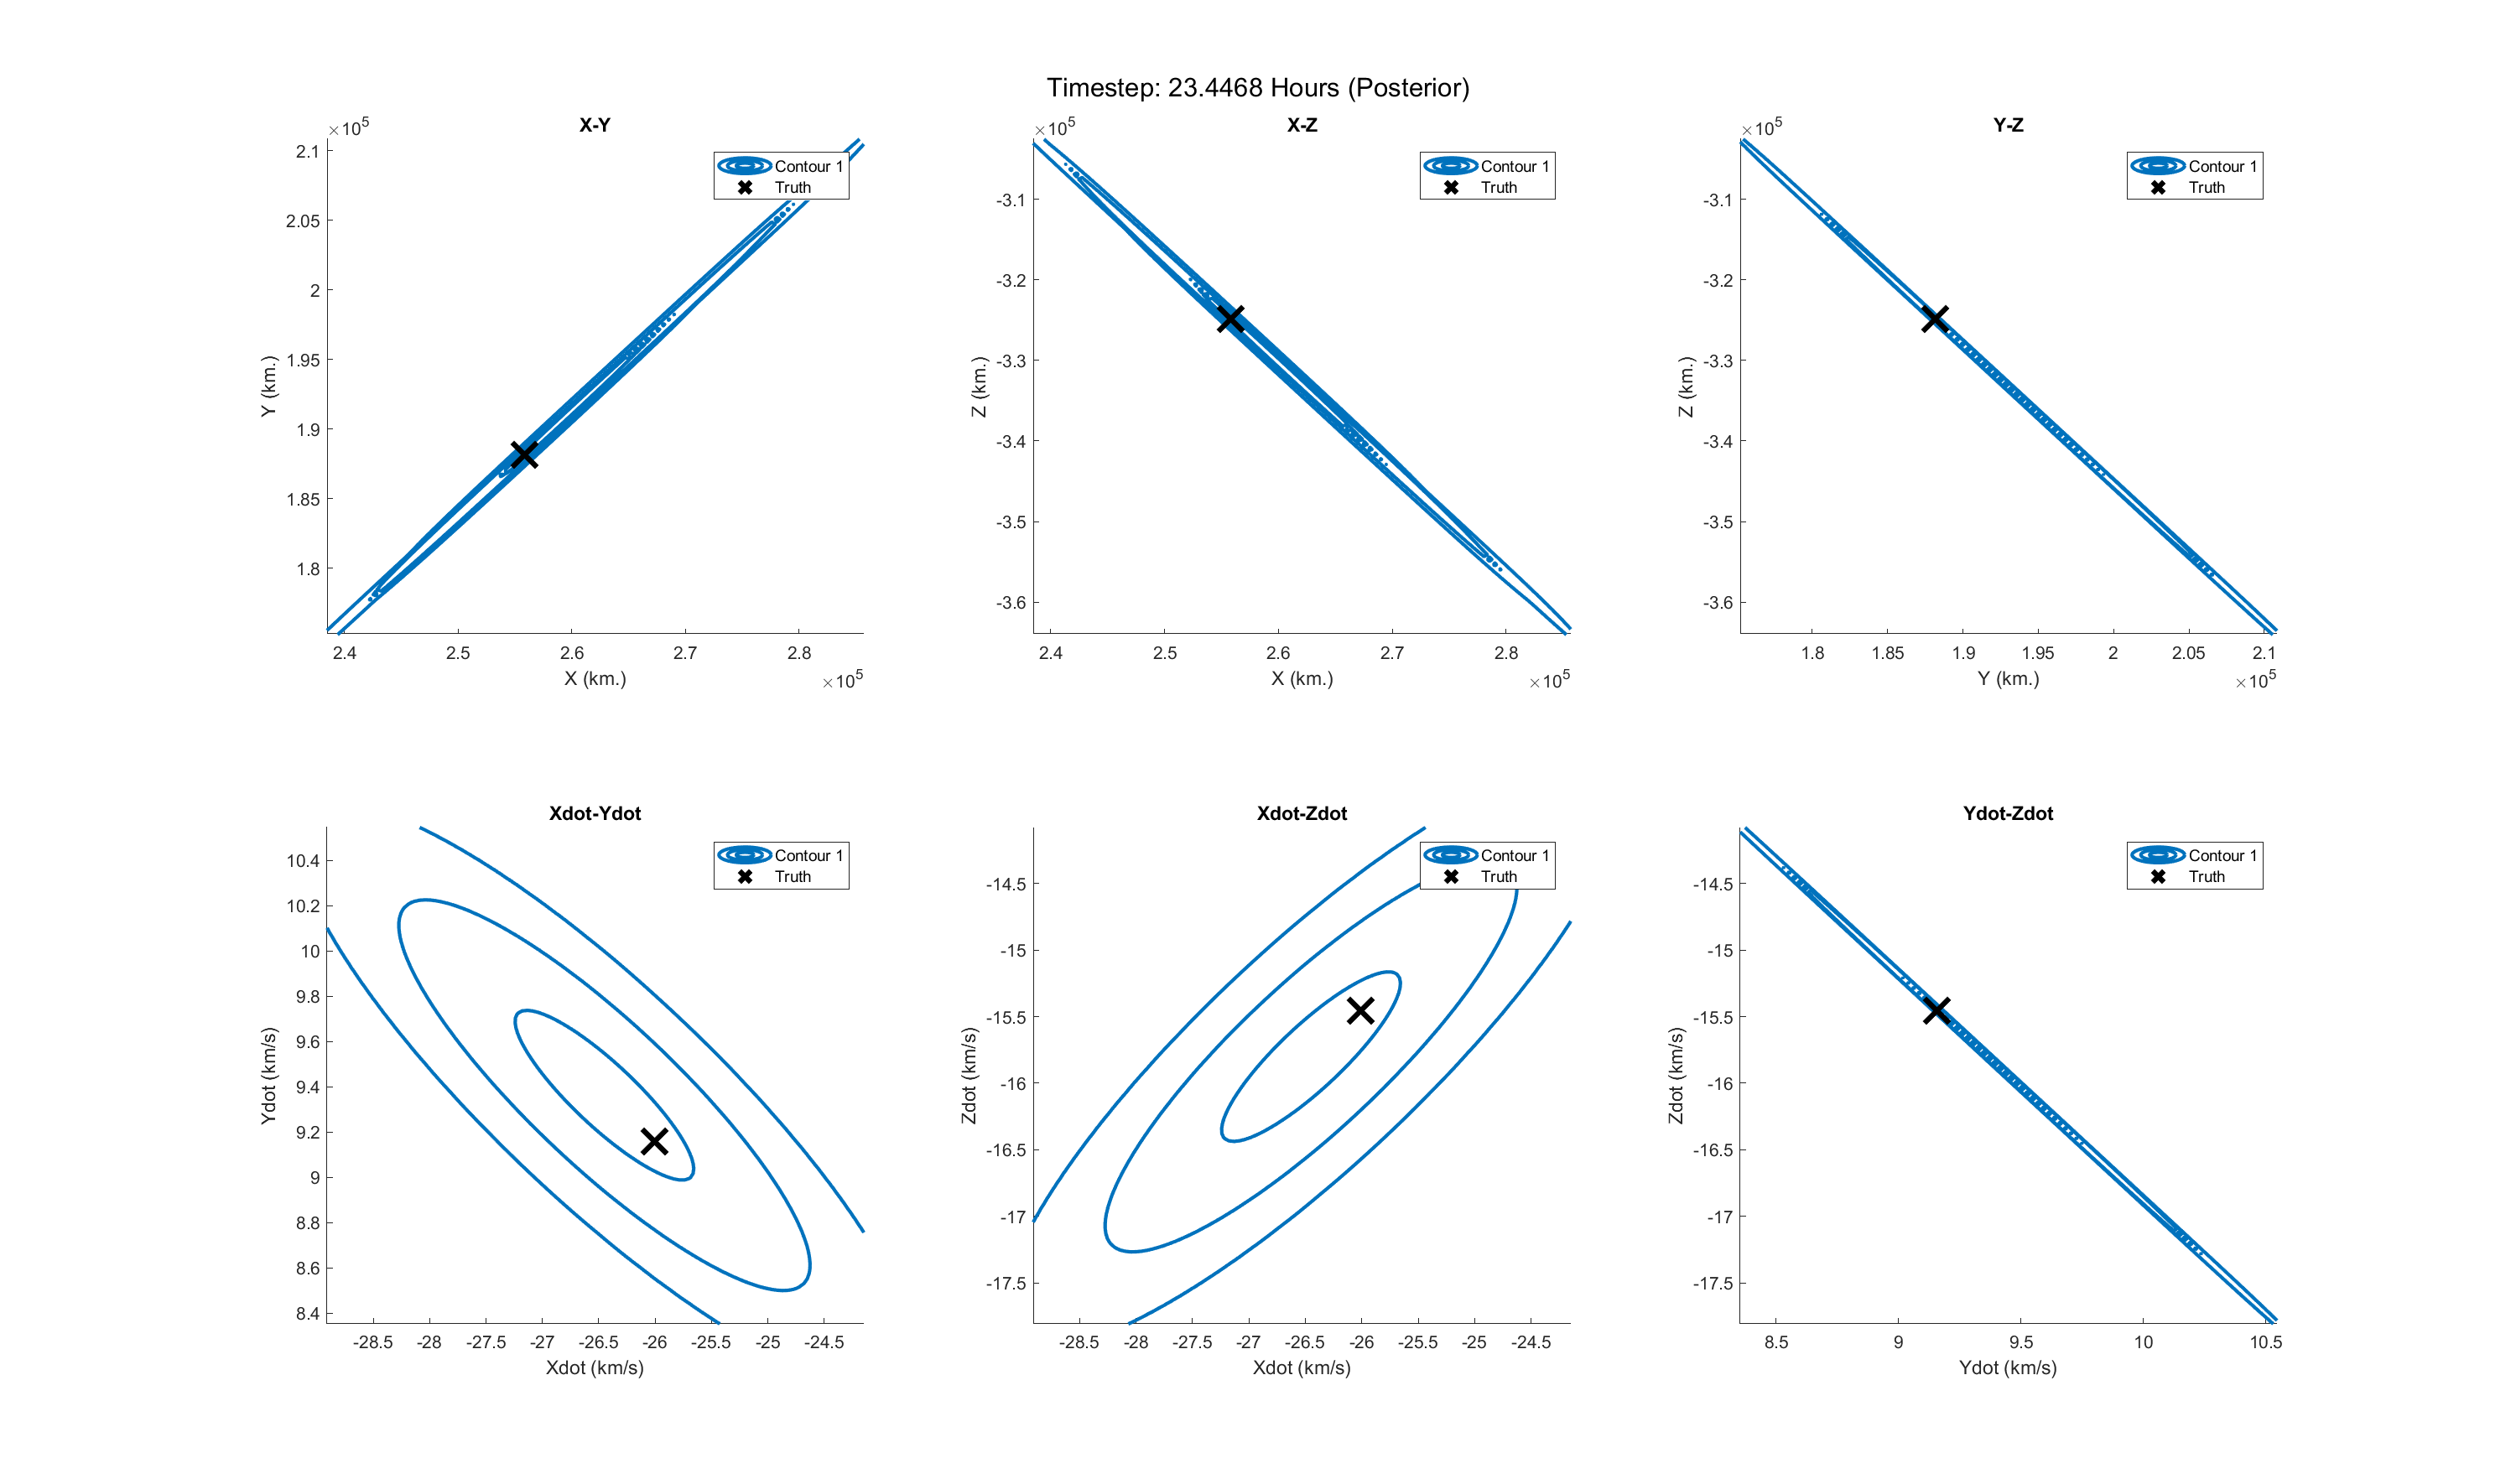 Timestep: 23.4468 Hours (Posterior)
X-Y
×10^5
2.1
2.05
2
1.95
1.9
1.85
1.8
Y (km.)
2.4 2.5 2.6 2.7 2.8
X (km.)
×10^5
Contour 1
Truth
X-Z
×10^5
-3.1
-3.2
-3.3
-3.4
-3.5
-3.6
Z (km.)
2.4 2.5 2.6 2.7 2.8
X (km.)
×10^5
Contour 1
Truth
Y-Z
×10^5
-3.1
-3.2
-3.3
-3.4
-3.5
-3.6
Z (km.)
1.8 1.85 1.9 1.95 2 2.05 2.1
Y (km.)
×10^5
Contour 1
Truth
Xdot-Ydot
10.4
10.2
10
9.8
9.6
9.4
9.2
9
8.8
8.6
8.4
Ydot (km/s)
-28.5 -28 -27.5 -27 -26.5 -26 -25.5 -25 -24.5
Xdot (km/s)
Contour 1
Truth
Xdot-Zdot
-14.5
-15
-15.5
-16
-16.5
-17
-17.5
Zdot (km/s)
-28.5 -28 -27.5 -27 -26.5 -26 -25.5 -25 -24.5
Xdot (km/s)
Contour 1
Truth
Ydot-Zdot
-14.5
-15
-15.5
-16
-16.5
-17
-17.5
Zdot (km/s)
8.5 9 9.5 10 10.5
Ydot (km/s)
Contour 1
Truth